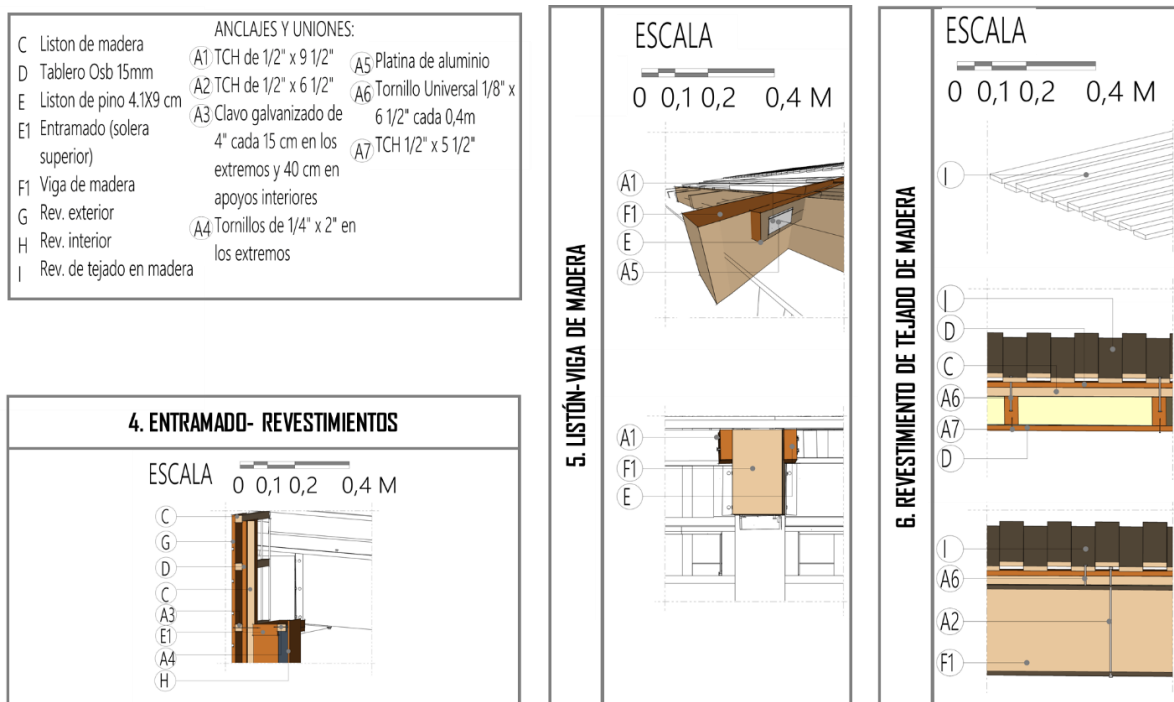 C Liston de madera
D Tablero Osb 15mm
E Liston de pino 4.1X9 cm
E1 Entramado (solera
superior)
F1 Viga de madera
G Rev. exterior
H Rev. interior
I Rev. de tejado en madera
ANCLAJES Y UNIONES:
A1 TCH de 1/2" x 9 1/2"
A2 TCH de 1/2" x 6 1/2"
A3 Clavo galvanizado de
4" cada 15 cm en los
extremos y 40 cm en
apoyos interiores
A4 Tornillos de 1/4" x 2" en
los extremos
A5 Platina de aluminio
A6 Tornillo Universal 1/8" x
6 1/2" cada 0,4m
A7 TCH 1/2" x 5 1/2"
4. ENTRAMADO- REVESTIMIENTOS
ESCALA
0 0,1 0,2 0,4 M
C
G
D
C
A3
E1
A4
H
5. LISTÓN-VIGA DE MADERA
ESCALA
0 0,1 0,2 0,4 M
A1
F1
E
A5
A1
F1
E
6. REVESTIMIENTO DE TEJADO DE MADERA
ESCALA
0 0,1 0,2 0,4 M
I
I
D
C
A6
A7
D
I
A6
A2
F1